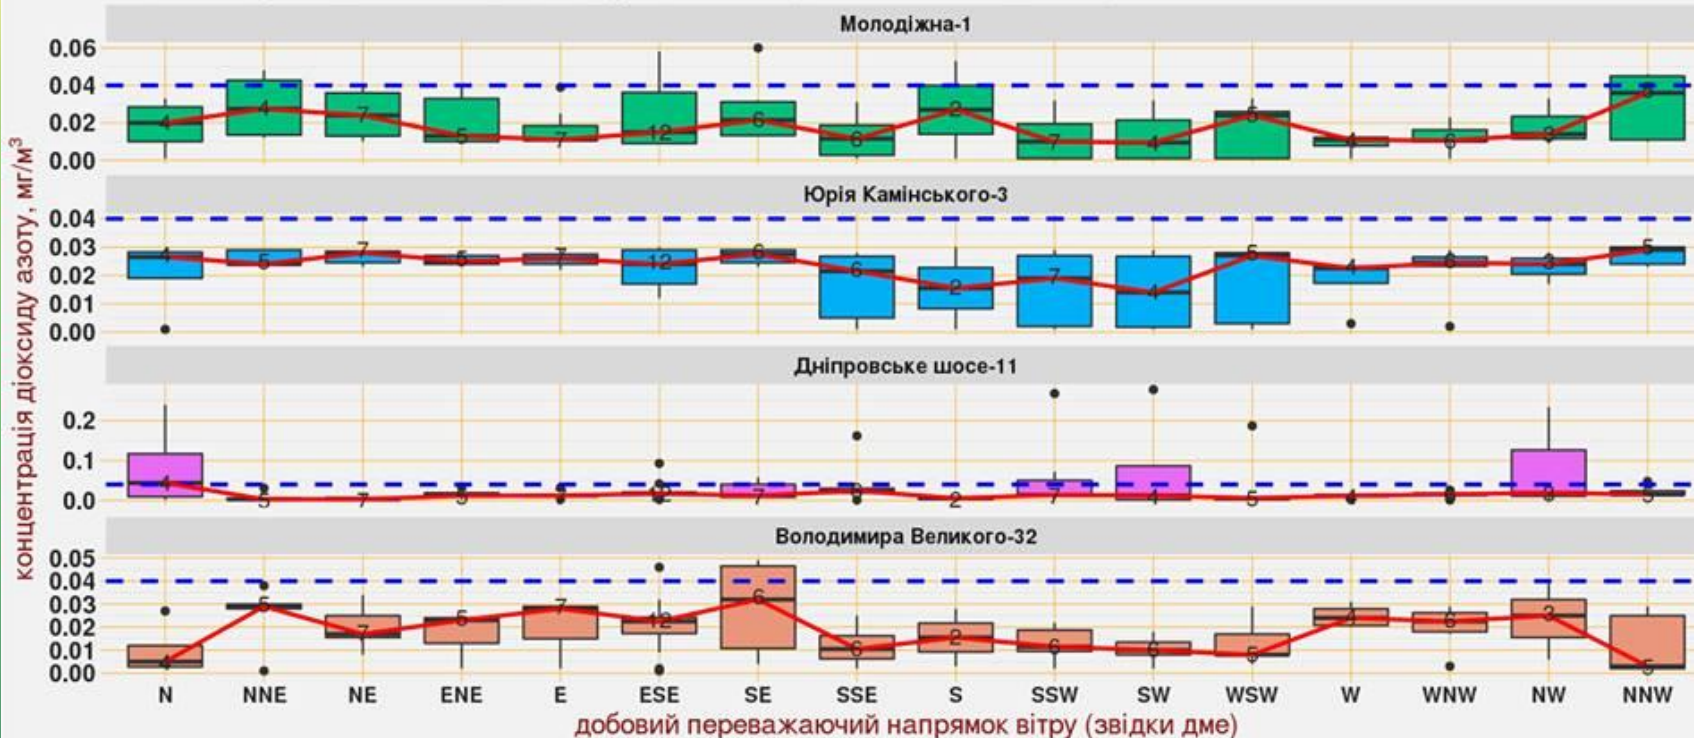 Молодіжна-1
0.06
0.04
0.02
0.00
4 4 7 5 7 12 6 6 2 7 4 5 4 6 3
Юрія Камінського-3
0.04
0.03
0.02
0.01
0.00
4 5 7 5 7 12 6 6 2 7 4 5 4 6 3 5
Дніпровське шосе-11
0.2
0.1
0.0
4 5 7 5 7 2 7 4 5 4 3 5
Володимира Великого-32
0.05
0.04
0.03
0.02
0.01
0.00
4 5 7 5 7 12 6 6 2 6 6 5 4 6 3 5
N NNE NE ENE E ESE SE SSE S SSW SW WSW W WNW NW NNW
добовий переважаючий напрямок вітру (звідки дме)
концентрація діоксиду азоту, мг/м³